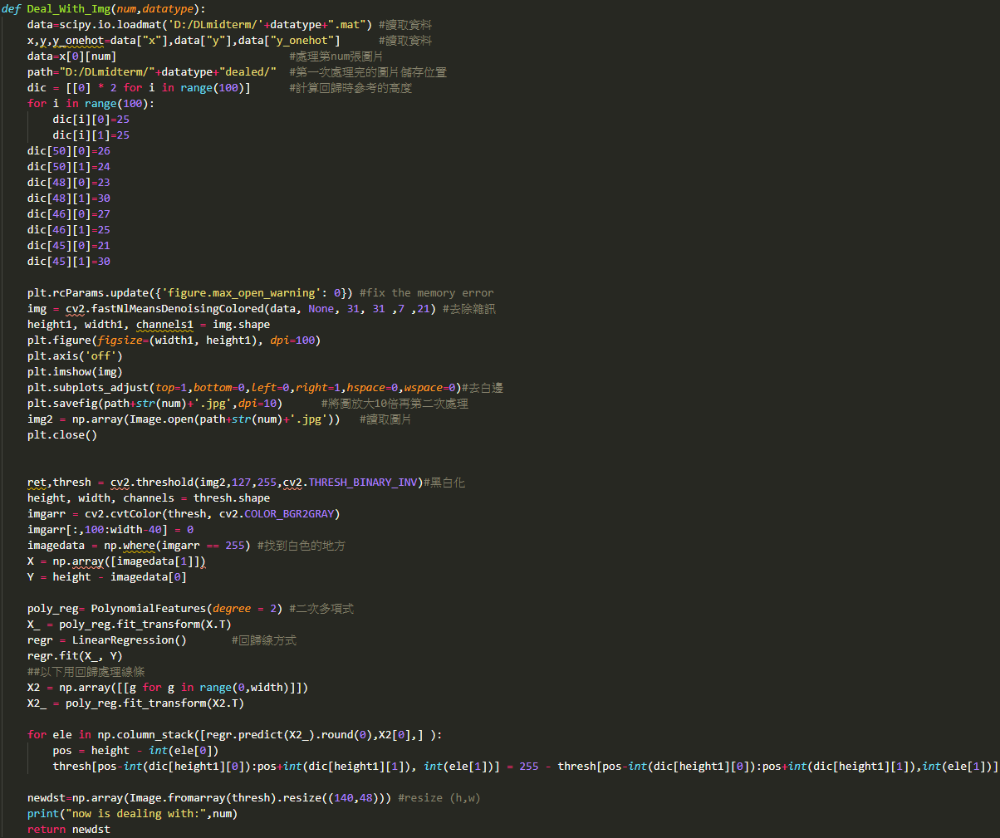 def Deal_With_Img(num,datatype):
data=scipy.io.loadmat('D:/DLmidterm/'+datatype+".mat") #讀取資料
x,y,y_onehot=data["x"],data["y"],data["y_onehot"] #讀取資料
data=x[0][num] #處理第num張圖片
path="D:/DLmidterm/"+datatype+"dealed/" #第一次處理完的圖片儲存位置
dic = [[0] * 2 for i in range(100)] #計算回歸時參考的高度
for i in range(100):
dic[i][0]=25
dic[i][1]=25
dic[50][0]=26
dic[50][1]=24
dic[48][0]=23
dic[48][1]=30
dic[46][0]=27
dic[46][1]=25
dic[45][0]=21
dic[45][1]=30
plt.rcParams.update({'figure.max_open_warning': 0}) #fix the memory error
img = cv2.fastNlMeansDenoisingColored(data, None, 31, 31 ,7 ,21) #去除雜訊
height1, width1, channels1 = img.shape
plt.figure(figsize=(width1, height1), dpi=100)
plt.axis('off')
plt.imshow(img)
plt.subplots_adjust(top=1,bottom=0,left=0,right=1,hspace=0,wspace=0)#去白邊
plt.savefig(path+str(num)+'.jpg',dpi=10) #將圖放大10倍再第二次處理
img2 = np.array(Image.open(path+str(num)+'.jpg')) #讀取圖片
plt.close()
ret,thresh = cv2.threshold(img2,127,255,cv2.THRESH_BINARY_INV)#黑白化
height, width, channels = thresh.shape
imgarr = cv2.cvtColor(thresh, cv2.COLOR_BGR2GRAY)
imgarr[:,100:width-40] = 0
imagedata = np.where(imgarr == 255) #找到白色的地方
X = np.array([imagedata[1]])
Y = height - imagedata[0]
poly_reg= PolynomialFeatures(degree = 2) #二次多項式
X_ = poly_reg.fit_transform(X.T)
regr = LinearRegression() #回歸線方式
regr.fit(X_, Y)
##以下用回歸處理線條
X2 = np.array([[g for g in range(0,width)]])
X2_ = poly_reg.fit_transform(X2.T)
for ele in np.column_stack([regr.predict(X2_).round(0),X2[0],] ):
pos = height - int(ele[0])
thresh[pos-int(dic[height1][0]):pos+int(dic[height1][1]), int(ele[1])] = 255 - thresh[pos-int(dic[height1][0]):pos+int(dic[height1][1]),int(ele[1])]
newdst=np.array(Image.fromarray(thresh).resize((140,48))) #resize (h,w)
print("now is dealing with:",num)
return newdst